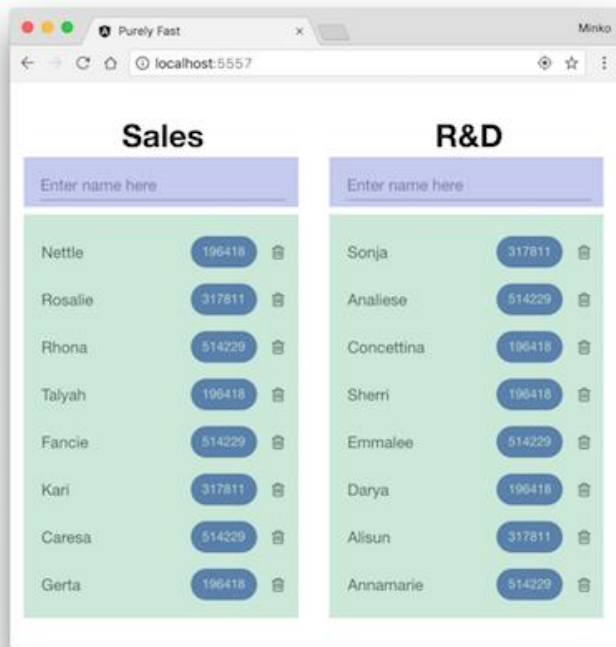 Purely Fast
Minko
localhost:5557
Sales
Enter name here
Nettle 196418
Rosalie 317811
Rhona 514229
Talyah 196418
Fancie 514229
Kari 317811
Caresa 514229
Gerta 196418
R&D
Enter name here
Sonja 317811
Analiese 514229
Concettina 196418
Sherri 196418
Emmalee 514229
Darya 196418
Alisun 317811
Annamarie 514229